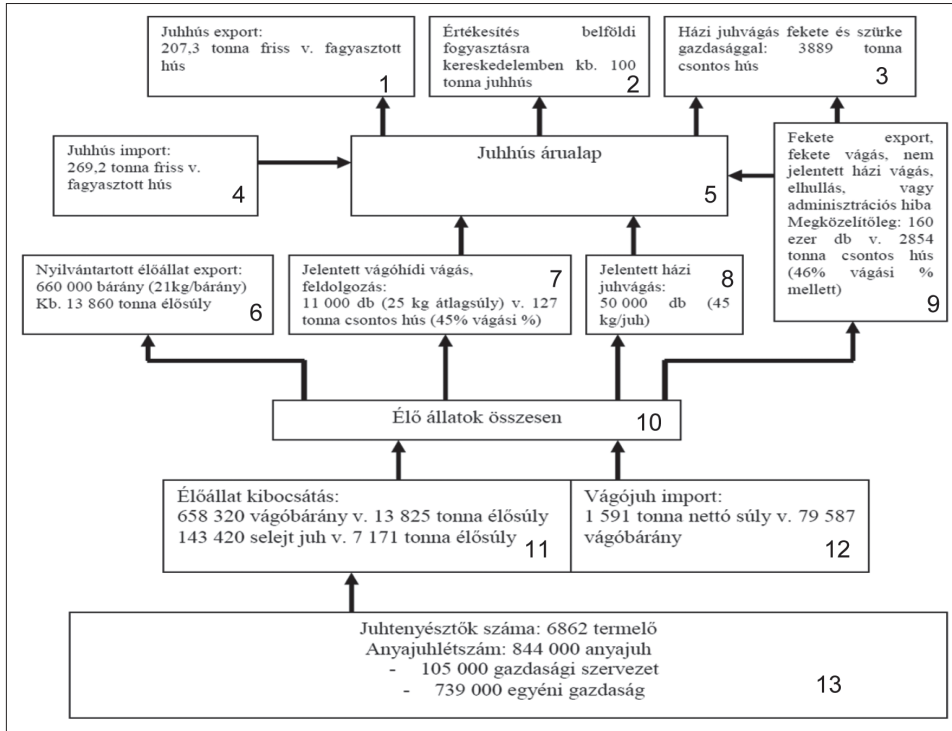 Juhhús export:
207,3 tonna friss v. fagyasztott
hús
1
Értékesítés belföldi
fogyasztásra
kereskedelemben kb. 100
tonna juhhús
2
Házi juhvágás fekete és szürke
gazdasággal: 3889 tonna
csontos hús
3
Juhhús import:
269,2 tonna friss v.
fagyasztott hús
4
Juhhús árualap
5
Fekete export,
fekete vágás, nem
jelentett házi vágás,
elhullás, vagy
adminisztrációs hiba
Megközelítőleg: 160
ezer db v. 2854
tonna csontos hús
(46% vágási %
mellett)
9
Nyilvántartott élőállat export:
660 000 bárány (21kg/bárány)
Kb. 13 860 tonna élősúly
6
Jelentett vágóhídi vágás,
feldolgozás:
11 000 db (25 kg átlagsúly) v. 127
tonna csontos hús (45% vágási %)
7
Jelentett házi
juhvágás:
50 000 db (45
kg/juh)
8
Élő állatok összesen
10
Élőállat kibocsátás:
658 320 vágóbárány v. 13 825 tonna élősúly
143 420 selejt juh v. 7 171 tonna élősúly
11
Vágójuh import:
1 591 tonna nettó súly v. 79 587
vágóbárány
12
Juhtenyésztők száma: 6862 termelő
Anyajuhlétszám: 844 000 anyajuh
- 105 000 gazdasági szervezet
- 739 000 egyéni gazdaság
13